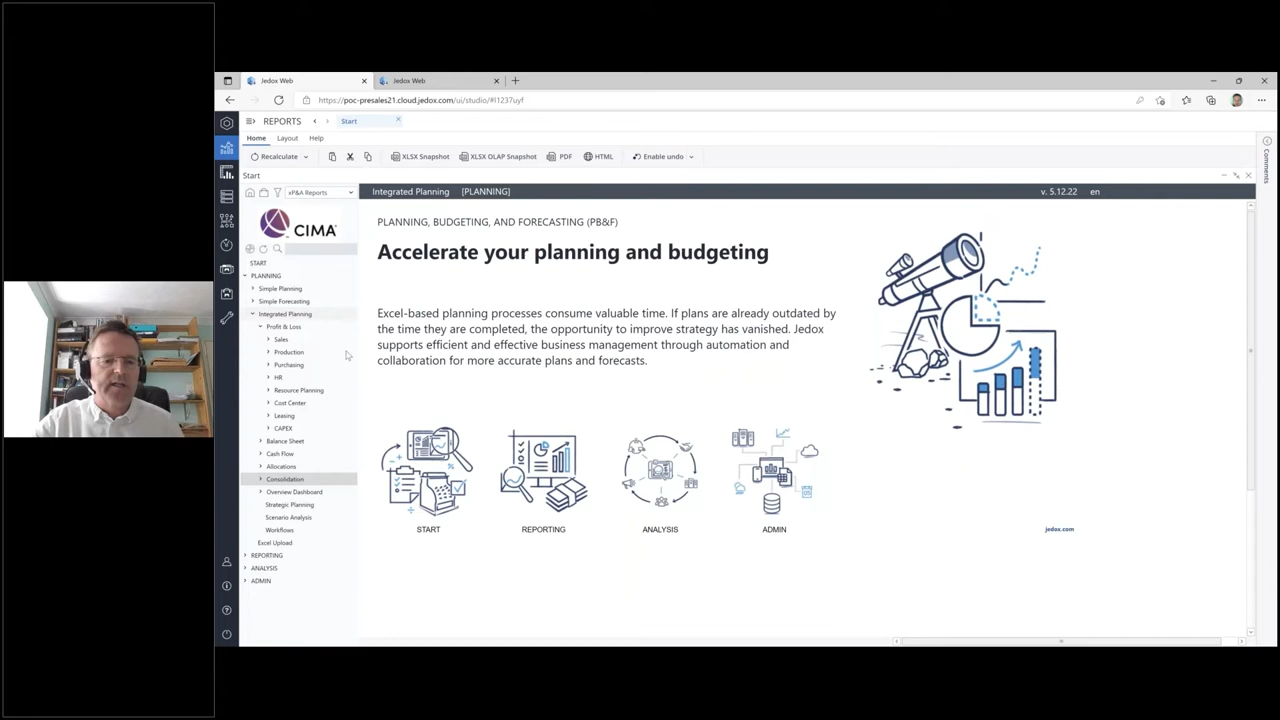 Jedox Web
Jedox Web
https://poc-presales21.cloud.jedox.com/ui/studio/#l1237uyf
REPORTS
Start
Home
Layout
Help
Recalculate
XLSX Snapshot
XLSX OLAP Snapshot
PDF
HTML
Enable undo
Comments
Start
xP&A Reports
Integrated Planning
[PLANNING]
v. 5.12.22
en
CIMA
START
PLANNING
Simple Planning
Simple Forecasting
Integrated Planning
Profit & Loss
Sales
Production
Purchasing
HR
Resource Planning
Cost Center
Leasing
CAPEX
Balance Sheet
Cash Flow
Allocations
Consolidation
Overview Dashboard
Strategic Planning
Scenario Analysis
Workflows
Excel Upload
REPORTING
ANALYSIS
ADMIN
PLANNING, BUDGETING, AND FORECASTING (PB&F)
Accelerate your planning and budgeting
Excel-based planning processes consume valuable time. If plans are already outdated by
the time they are completed, the opportunity to improve strategy has vanished. Jedox
supports efficient and effective business management through automation and
collaboration for more accurate plans and forecasts.
START
REPORTING
ANALYSIS
ADMIN
jedox.com